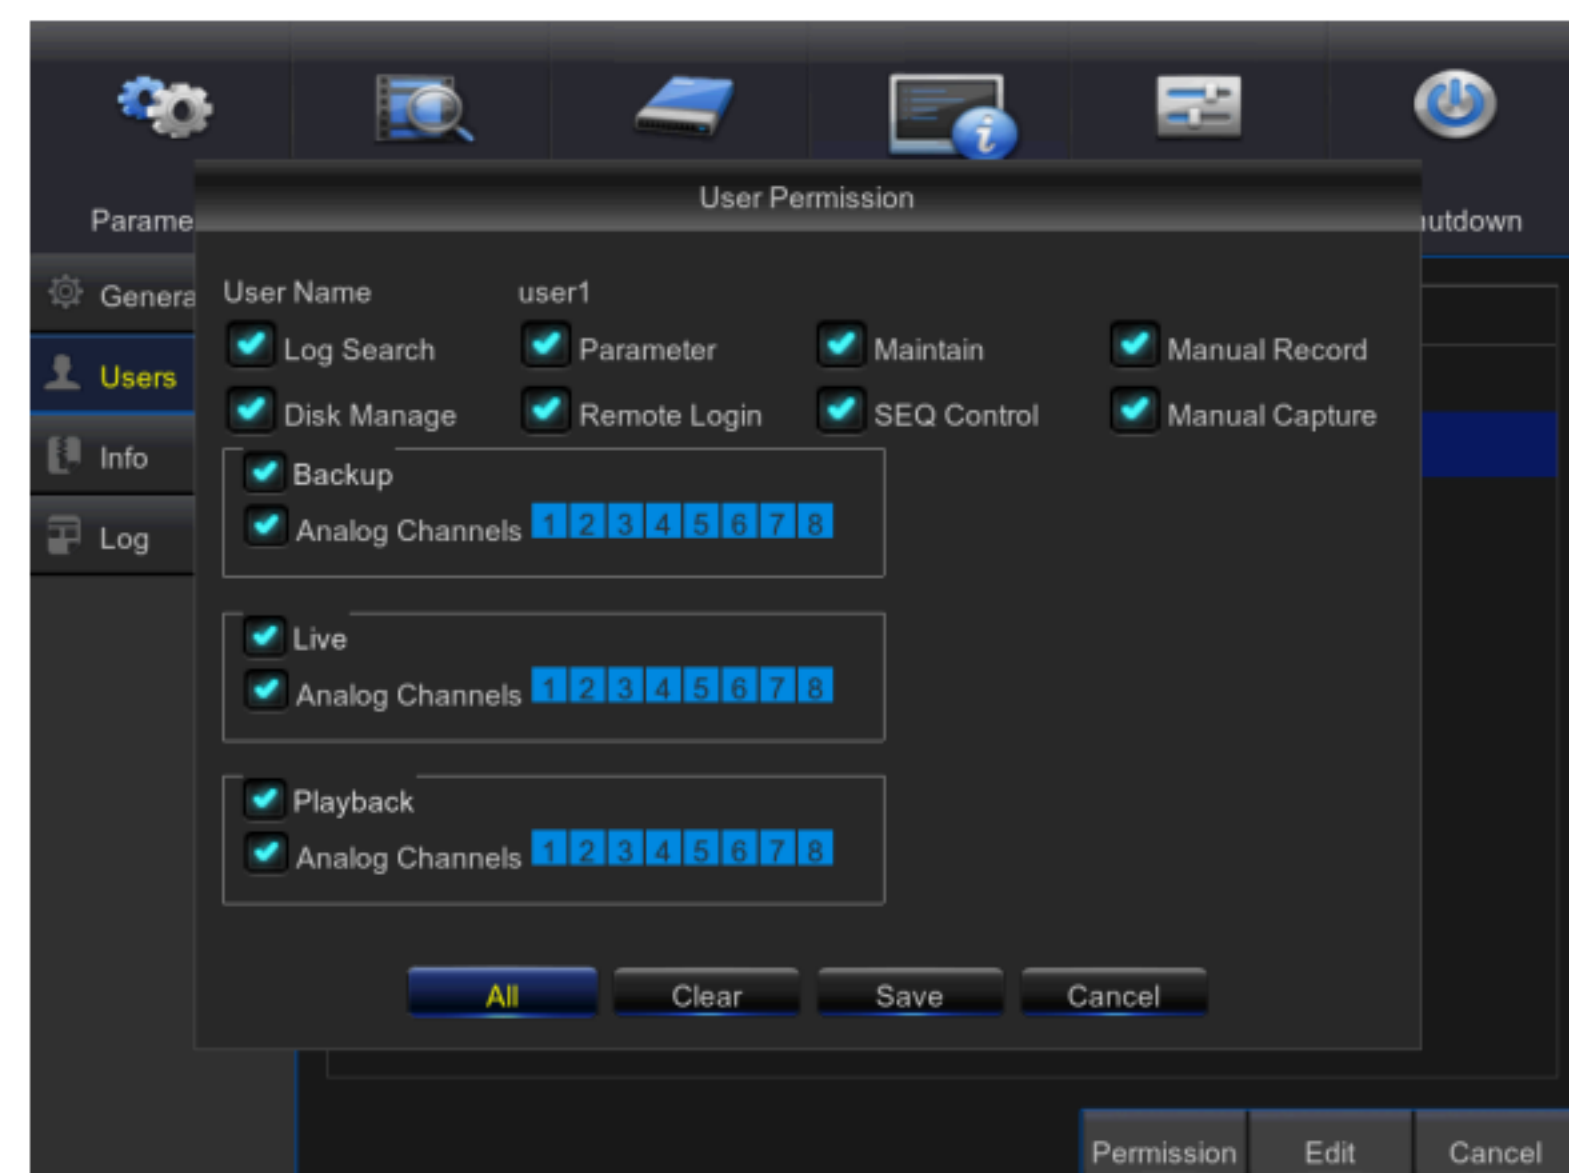 User Permission
Parame
utdown
Genera
Users
Info
Log
User Name user1
Log Search Parameter Maintain Manual Record
Disk Manage Remote Login SEQ Control Manual Capture
Backup
Analog Channels 1 2 3 4 5 6 7 8
Live
Analog Channels 1 2 3 4 5 6 7 8
Playback
Analog Channels 1 2 3 4 5 6 7 8
All Clear Save Cancel
Permission Edit Cancel